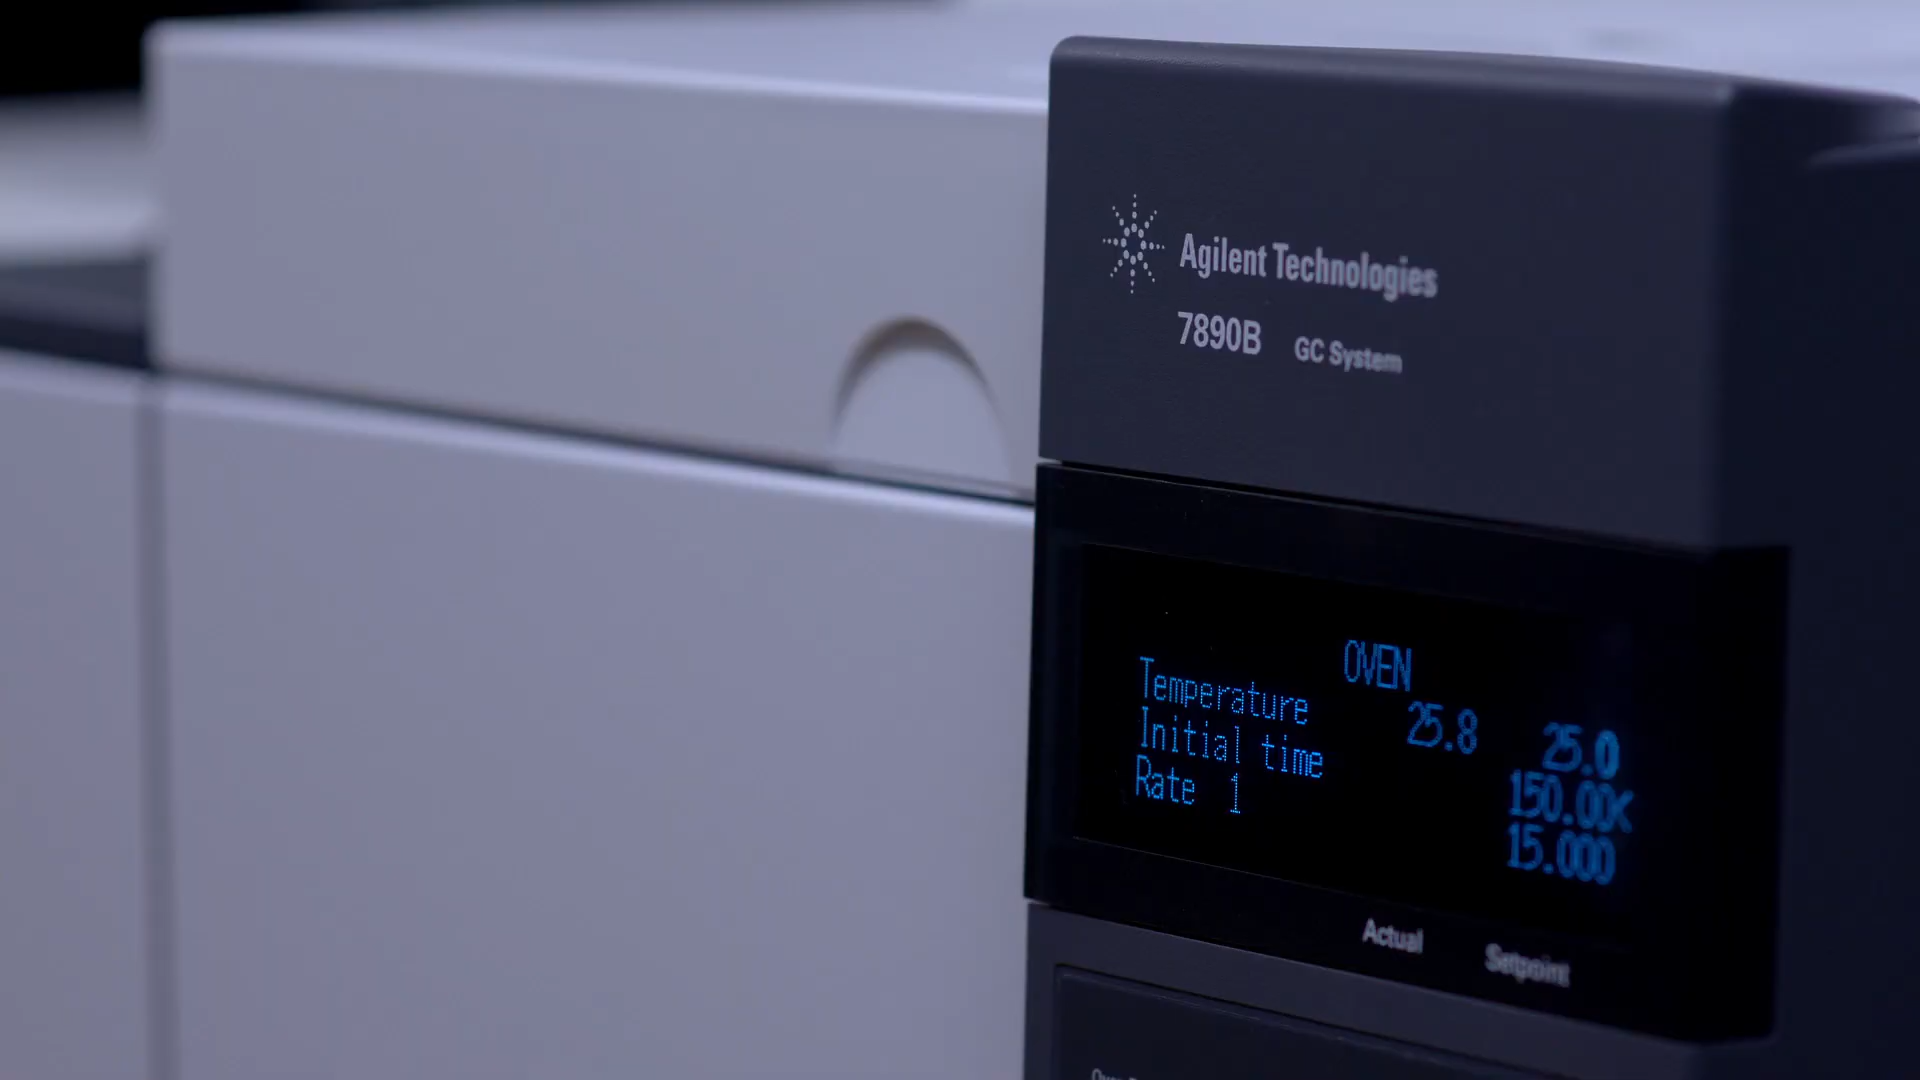 Agilent Technologies
7890B GC System
OVEN
Temperature 25.8 25.0
Initial time 150.00<
Rate 1 15.000
Actual Setpoint